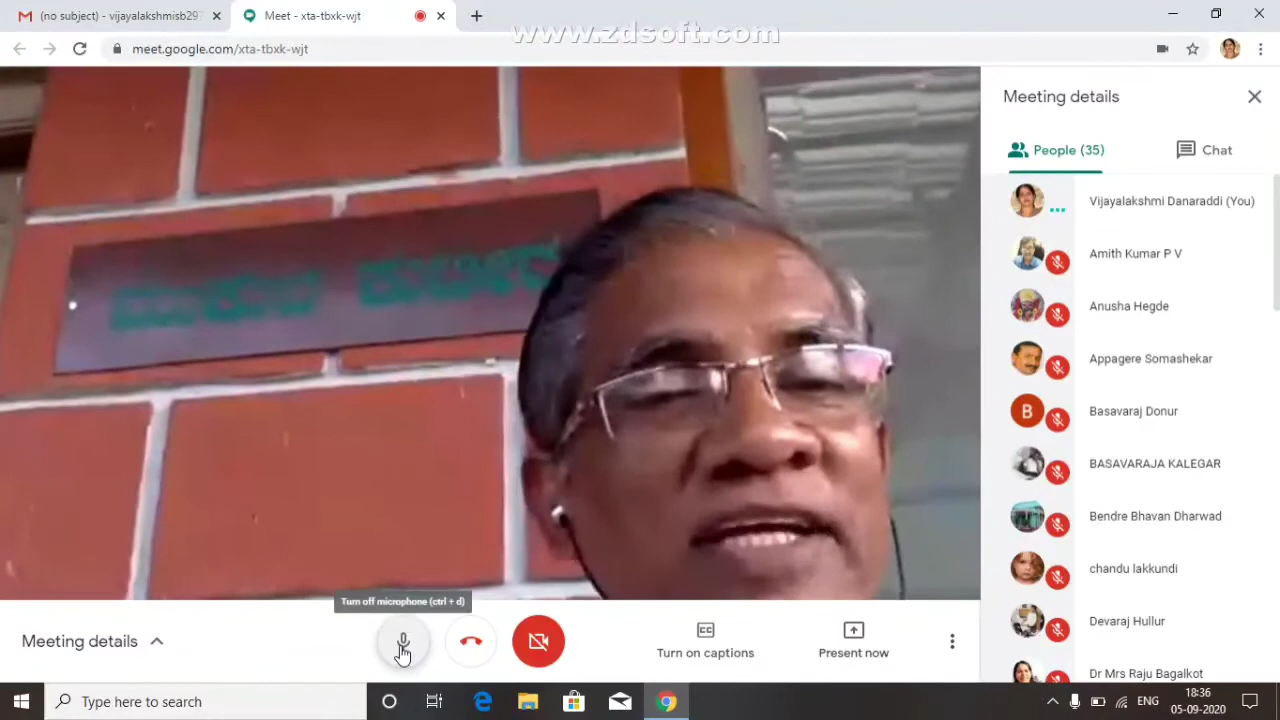 (no subject) - vijayalakshmisb297
Meet - xta-tbxk-wjt
www.zdsoft.com
meet.google.com/xta-tbxk-wjt
Meeting details
People (35)
Chat
Vijayalakshmi Danaraddi (You)
Amith Kumar P V
Anusha Hegde
Appagere Somashekar
B
Basavaraj Donur
BASAVARAJA KALEGAR
Bendre Bhavan Dharwad
chandu lakkundi
Devaraj Hullur
Dr Mrs Raju Bagalkot
Turn off microphone (ctrl + d)
Meeting details
Turn on captions
Present now
Type here to search
ENG
18:36
05-09-2020